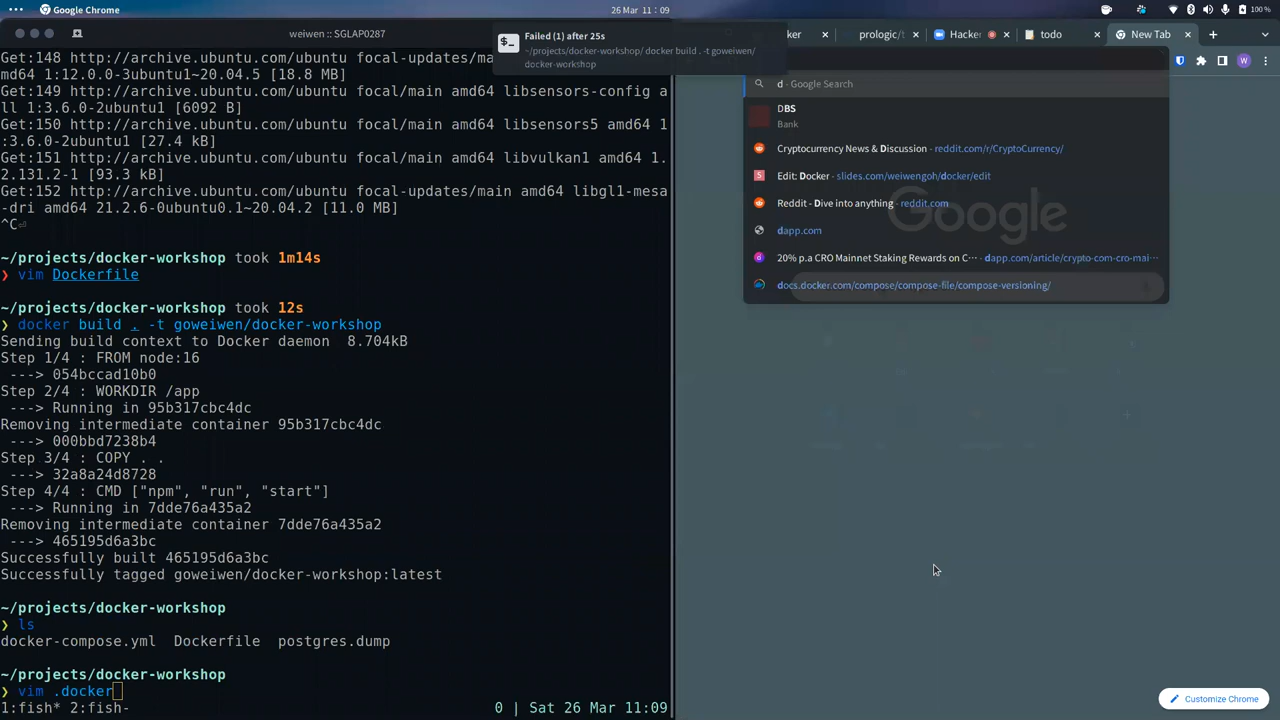 Google Chrome
26 Mar 11:09
100 %
weiwen :: SGLAP0287
Get:148 http://archive.ubuntu.com/ubuntu focal-updates/ma
md64 1:12.0.0-3ubuntu1~20.04.5 [18.8 MB]
Get:149 http://archive.ubuntu.com/ubuntu focal/main amd64 libsensors-config a
ll 1:3.6.0-2ubuntu1 [6092 B]
Get:150 http://archive.ubuntu.com/ubuntu focal/main amd64 libsensors5 amd64 1
:3.6.0-2ubuntu1 [27.4 kB]
Get:151 http://archive.ubuntu.com/ubuntu focal/main amd64 libvulkan1 amd64 1.
2.131.2-1 [93.3 kB]
Get:152 http://archive.ubuntu.com/ubuntu focal-updates/main amd64 libgl1-mesa
-dri amd64 21.2.6-0ubuntu0.1~20.04.2 [11.0 MB]
^C⏎
~/projects/docker-workshop took 1m14s
❯ vim Dockerfile
~/projects/docker-workshop took 12s
❯ docker build . -t goweiwen/docker-workshop
Sending build context to Docker daemon 8.704kB
Step 1/4 : FROM node:16
---> 054bccad10b0
Step 2/4 : WORKDIR /app
---> Running in 95b317cbc4dc
Removing intermediate container 95b317cbc4dc
---> 000bbd7238b4
Step 3/4 : COPY . .
---> 32a8a24d8728
Step 4/4 : CMD ["npm", "run", "start"]
---> Running in 7dde76a435a2
Removing intermediate container 7dde76a435a2
---> 465195d6a3bc
Successfully built 465195d6a3bc
Successfully tagged goweiwen/docker-workshop:latest
~/projects/docker-workshop
❯ ls
docker-compose.yml Dockerfile postgres.dump
~/projects/docker-workshop
❯ vim .docker
1:fish* 2:fish-
| Sat 26 Mar 11:09
Failed (1) after 25s
~/projects/docker-workshop/ docker build . -t goweiwen/
docker-workshop
ker
prologic/t
Hacker
todo
New Tab
W
d - Google Search
DBS
Bank
Cryptocurrency News & Discussion - reddit.com/r/CryptoCurrency/
Edit: Docker - slides.com/weiwengoh/docker/edit
Reddit - Dive into anything - reddit.com
dapp.com
20% p.a CRO Mainnet Staking Rewards on C··· - dapp.com/article/crypto-com-cro-mai···
docs.docker.com/compose/compose-file/compose-versioning/
Google
Customize Chrome